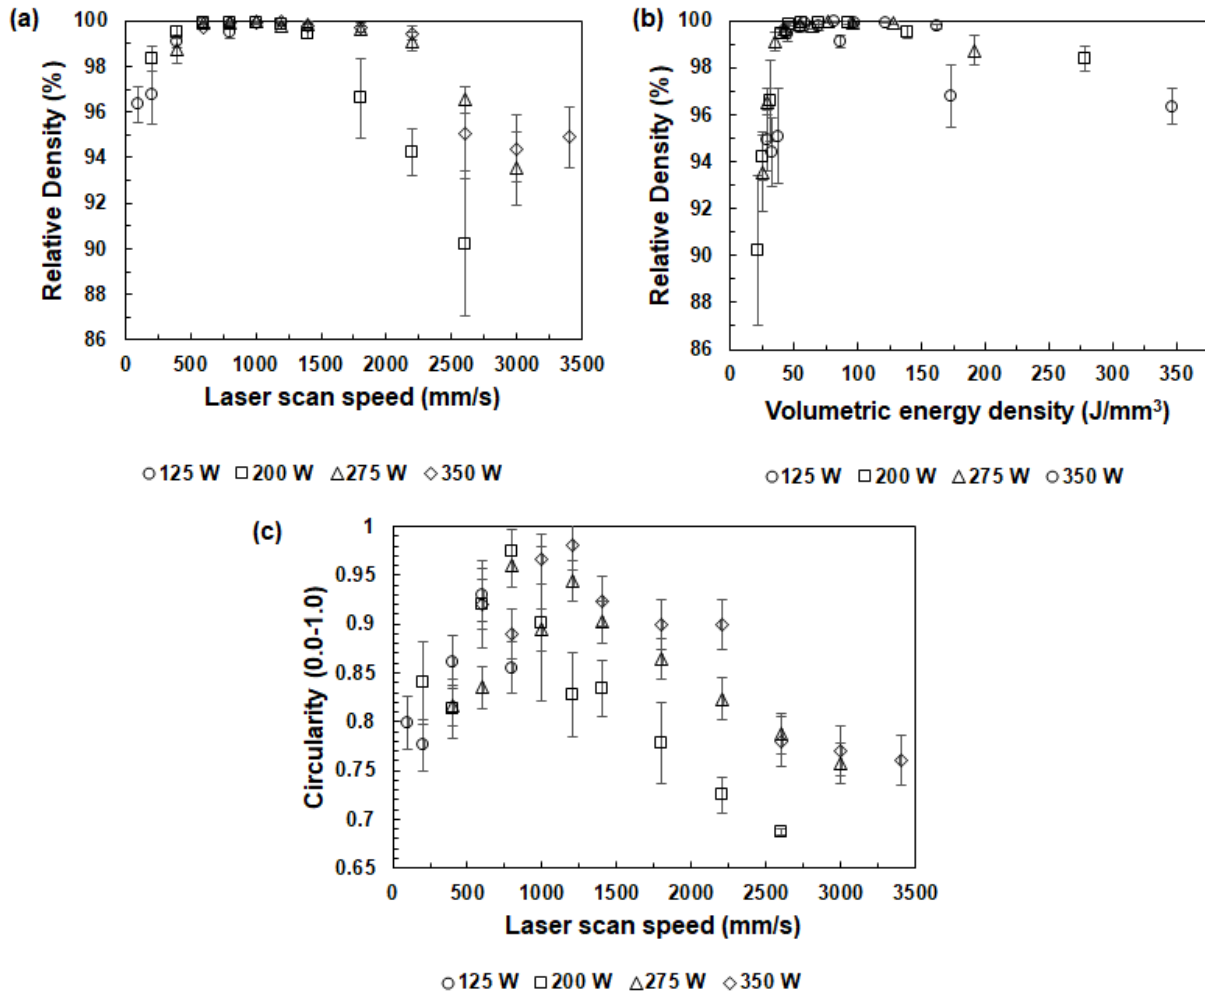 (a)
100
98
96
94
92
90
88
86
Relative Density (%)
0 500 1000 1500 2000 2500 3000 3500
Laser scan speed (mm/s)
125 W 200 W 275 W 350 W
(b)
100
98
96
94
92
90
88
86
Relative Density (%)
0 50 100 150 200 250 300 350
Volumetric energy density (J/mm³)
125 W 200 W 275 W 350 W
(c)
1
0.95
0.9
0.85
0.8
0.75
0.7
0.65
Circularity (0.0-1.0)
0 500 1000 1500 2000 2500 3000 3500
Laser scan speed (mm/s)
125 W 200 W 275 W 350 W